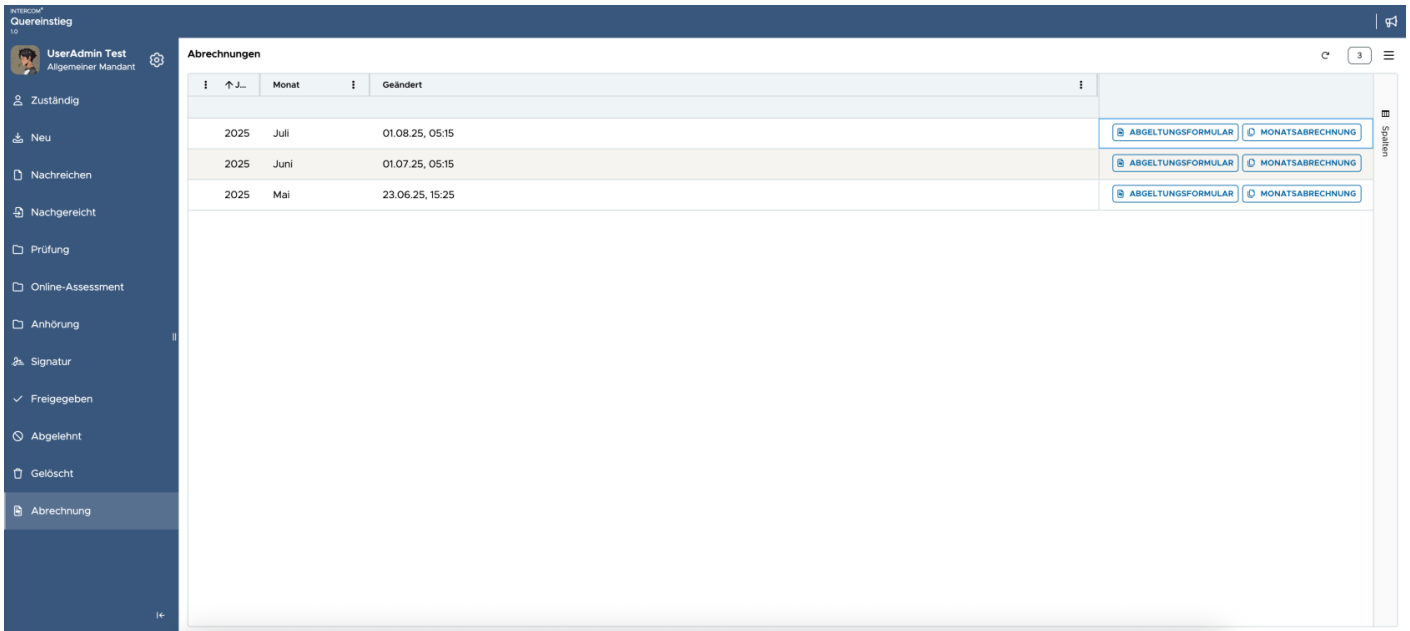 INTERCOM®
Quereinstieg
1.0
UserAdmin Test
Allgemeiner Mandant
Zuständig
Neu
Nachreichen
Nachgereicht
Prüfung
Online-Assessment
Anhörung
Signatur
Freigegeben
Abgelehnt
Gelöscht
Abrechnung
Abrechnungen
3
J... Monat Geändert
2025 Juli 01.08.25, 05:15 ABGELTUNGSFORMULAR MONATSABRECHNUNG
2025 Juni 01.07.25, 05:15 ABGELTUNGSFORMULAR MONATSABRECHNUNG
2025 Mai 23.06.25, 15:25 ABGELTUNGSFORMULAR MONATSABRECHNUNG
Spalten